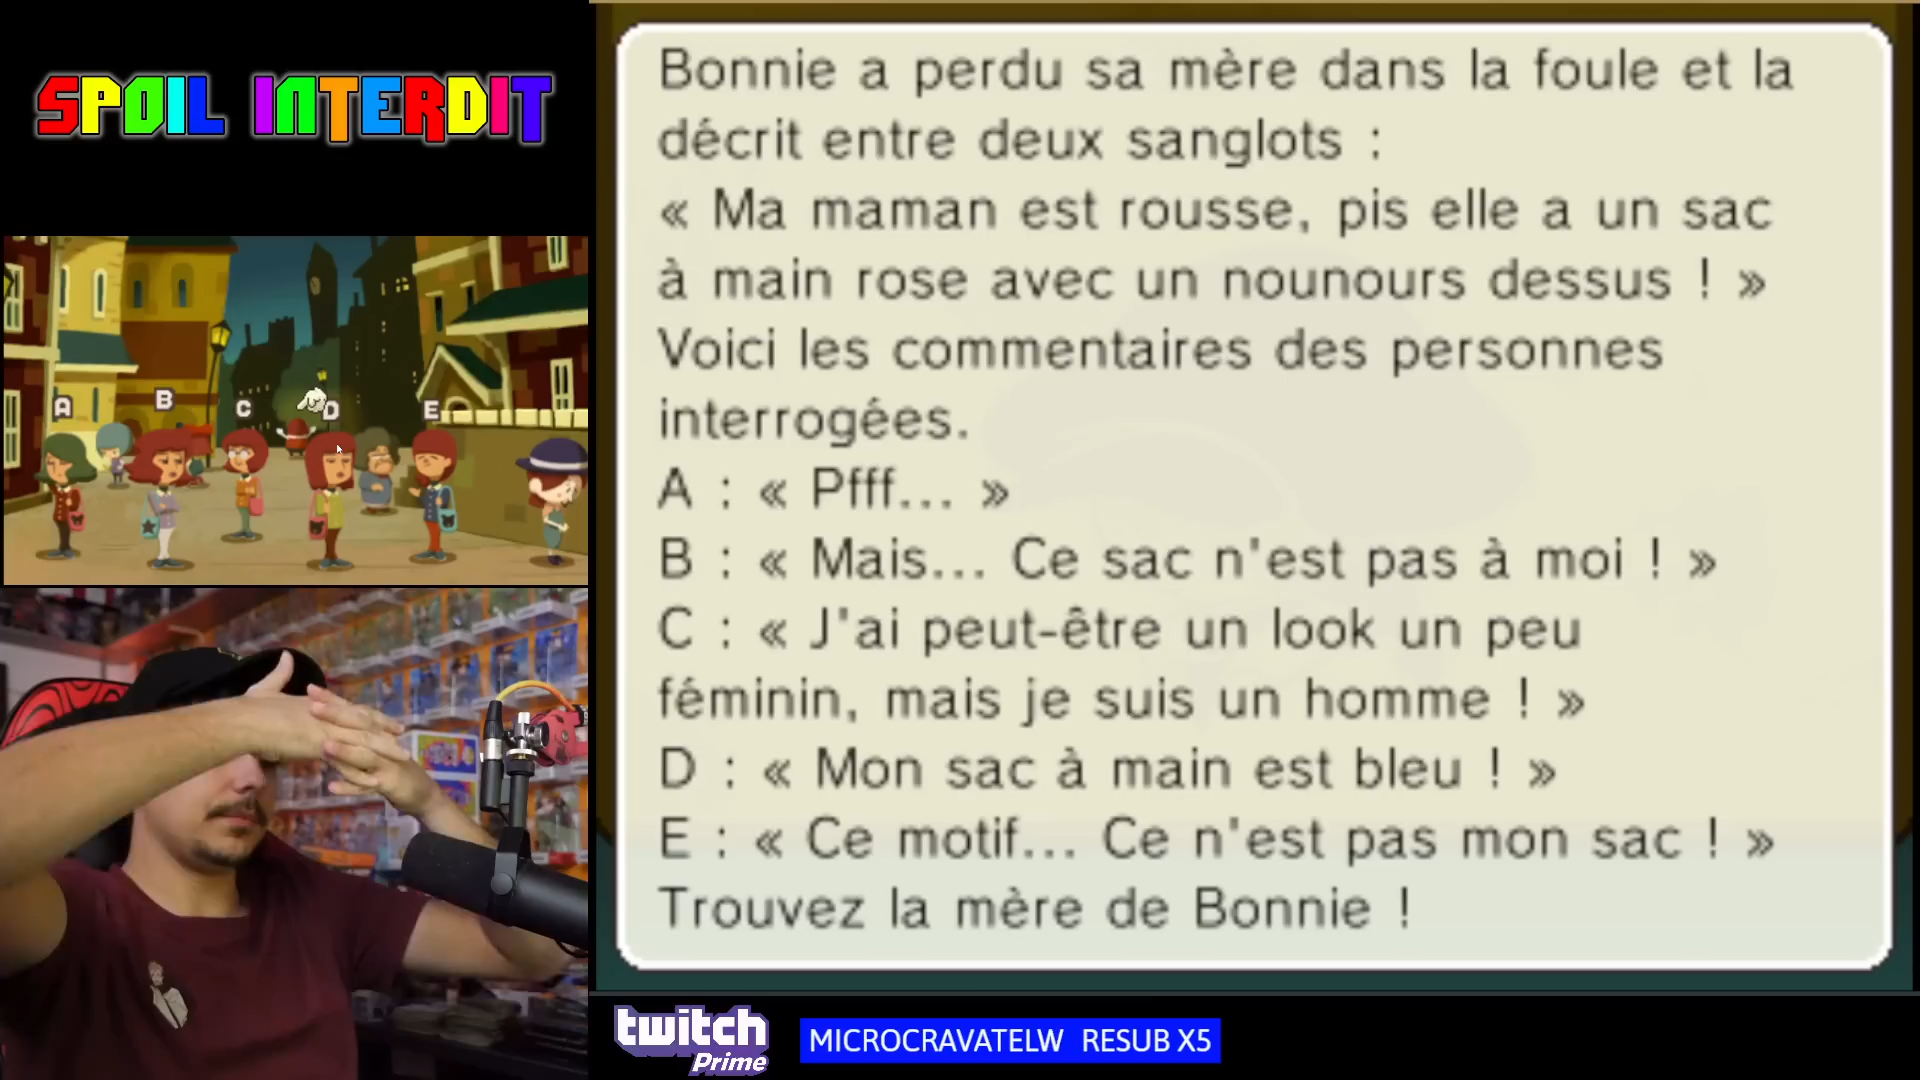 SPOIL INTERDIT
A
B
C
D
E
Bonnie a perdu sa mère dans la foule et la
décrit entre deux sanglots :
« Ma maman est rousse, pis elle a un sac
à main rose avec un nounours dessus ! »
Voici les commentaires des personnes
interrogées.
A : « Pfff... »
B : « Mais... Ce sac n'est pas à moi ! »
C : « J'ai peut-être un look un peu
féminin, mais je suis un homme ! »
D : « Mon sac à main est bleu ! »
E : « Ce motif... Ce n'est pas mon sac ! »
Trouvez la mère de Bonnie !
twitch
Prime
MICROCRAVATELW RESUB X5